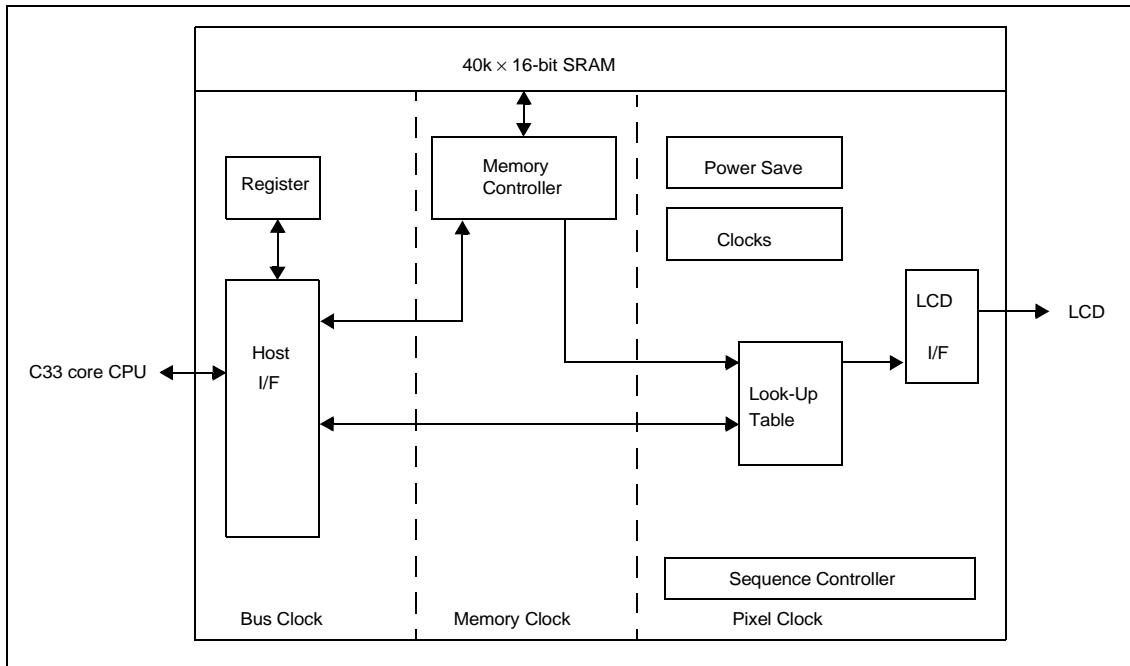 40k × 16-bit SRAM
Register
Memory
Controller
Power Save
Clocks
C33 core CPU
Host
I/F
Look-Up
Table
LCD
I/F
LCD
Sequence Controller
Bus Clock
Memory Clock
Pixel Clock